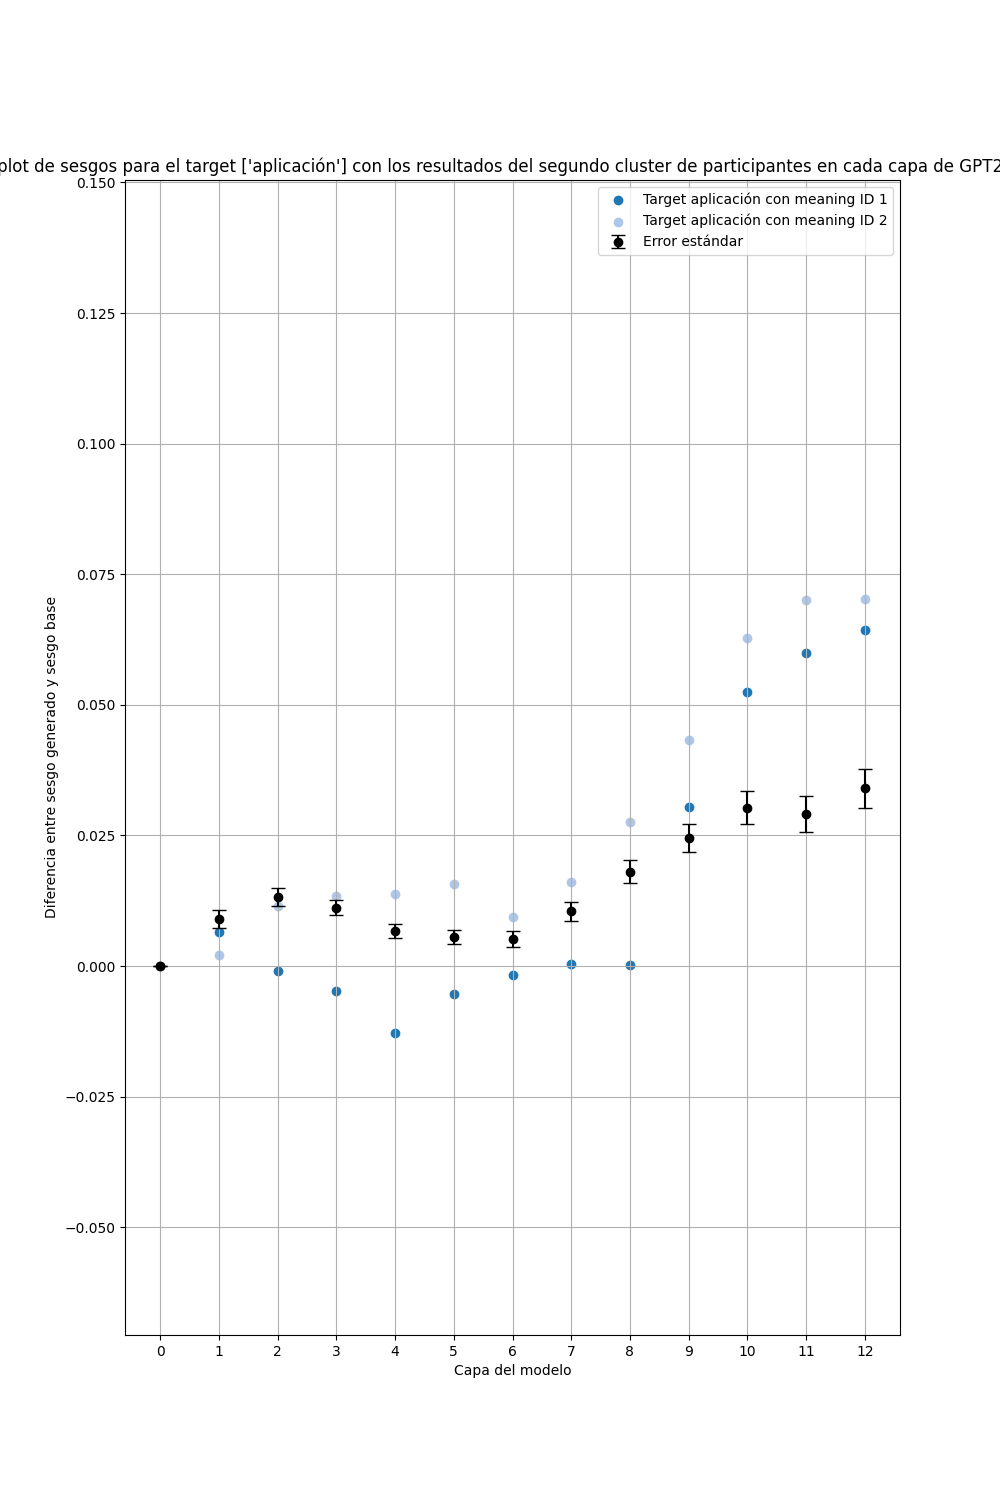 plot de sesgos para el target ['aplicación'] con los resultados del segundo cluster de participantes en cada capa de GPT2
Target aplicación con meaning ID 1
Target aplicación con meaning ID 2
Error estándar
0.150
0.125
0.100
0.075
0.050
0.025
0.000
−0.025
−0.050
Diferencia entre sesgo generado y sesgo base
0 1 2 3 4 5 6 7 8 9 10 11 12
Capa del modelo